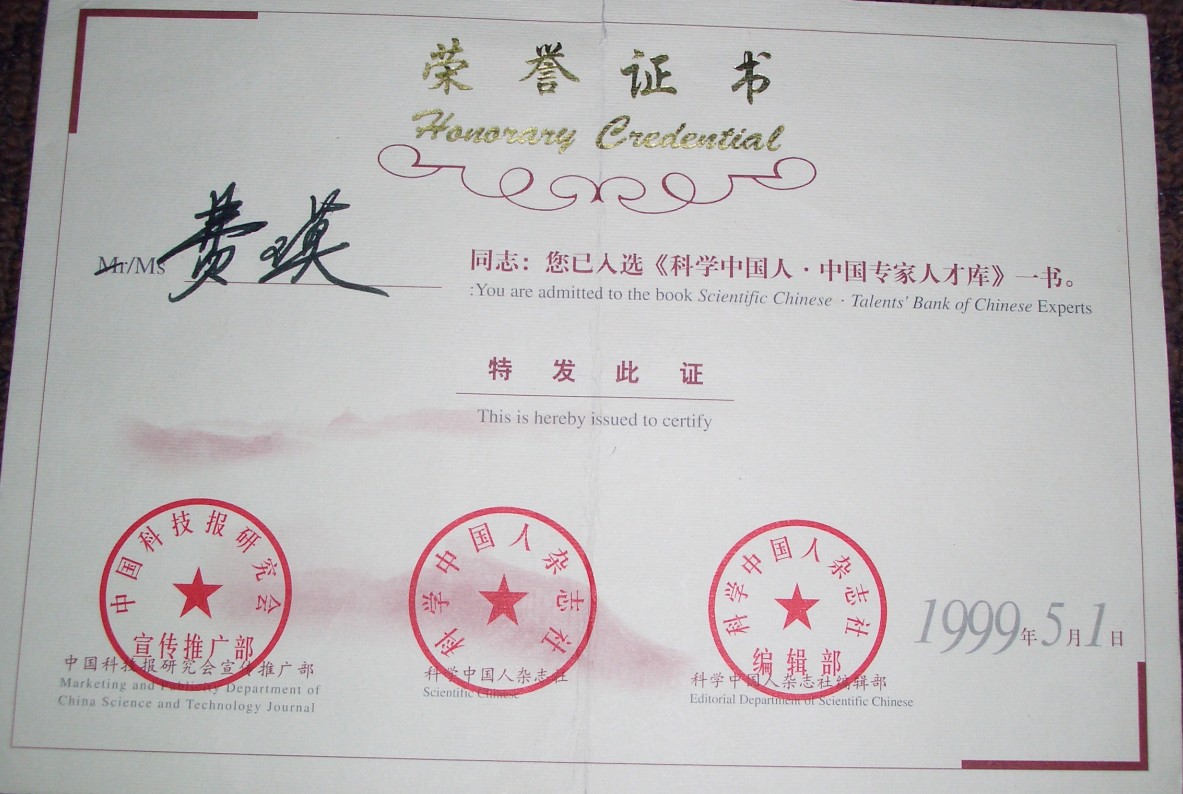 荣誉证书
Honorary Credential
Mr/Ms 费瑛
同志：您已入选《科学中国人·中国专家人才库》一书。
:You are admitted to the book Scientific Chinese · Talents' Bank of Chinese Experts
特发此证
This is hereby issued to certify
中国科技报研究会
宣传推广部
科学中国人杂志社
科学中国人杂志社
编辑部
1999年5月1日
中国科技报研究会宣传推广部
Marketing and Publicity Department of
China Science and Technology Journal
科学中国人杂志社
Scientific Chinese
科学中国人杂志社编辑部
Editorial Department of Scientific Chinese